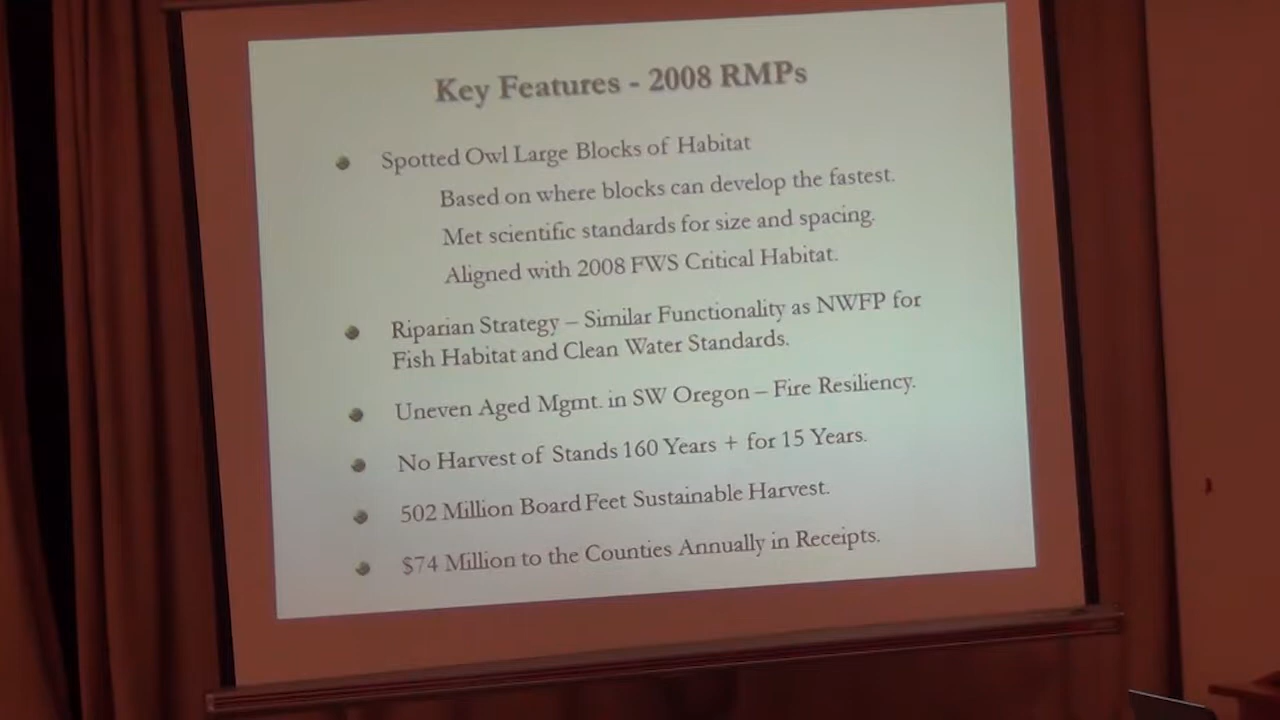 Key Features - 2008 RMPs
Spotted Owl Large Blocks of Habitat
Based on where blocks can develop the fastest.
Met scientific standards for size and spacing.
Aligned with 2008 FWS Critical Habitat.
Riparian Strategy – Similar Functionality as NWFP for
Fish Habitat and Clean Water Standards.
Uneven Aged Mgmt. in SW Oregon – Fire Resiliency.
No Harvest of Stands 160 Years + for 15 Years.
502 Million Board Feet Sustainable Harvest.
$74 Million to the Counties Annually in Receipts.